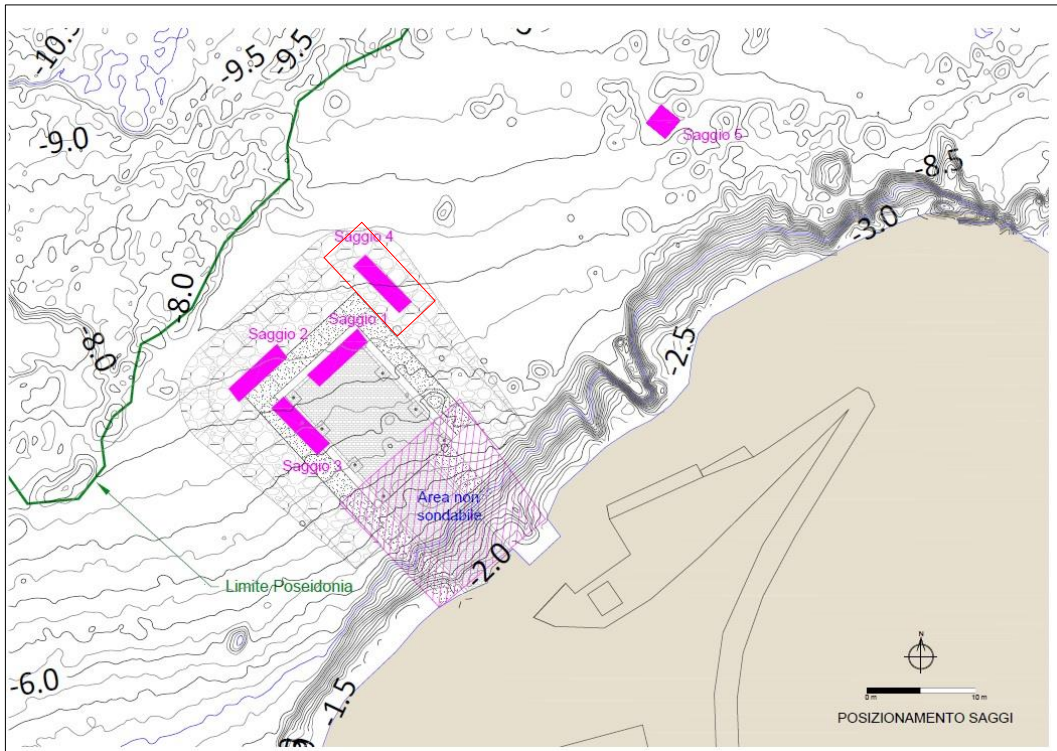 -10.5
-9.5
-9.5
-9.0
Saggio 5
-8.5
-3.0
Saggio 4
-8.0
Saggio 1
Saggio 2
-8.0
-2.5
Saggio 3
Area non
sondabile
-2.0
Limite Poseidonia
-6.0
-1.5
N
0 m
10 m
POSIZIONAMENTO SAGGI